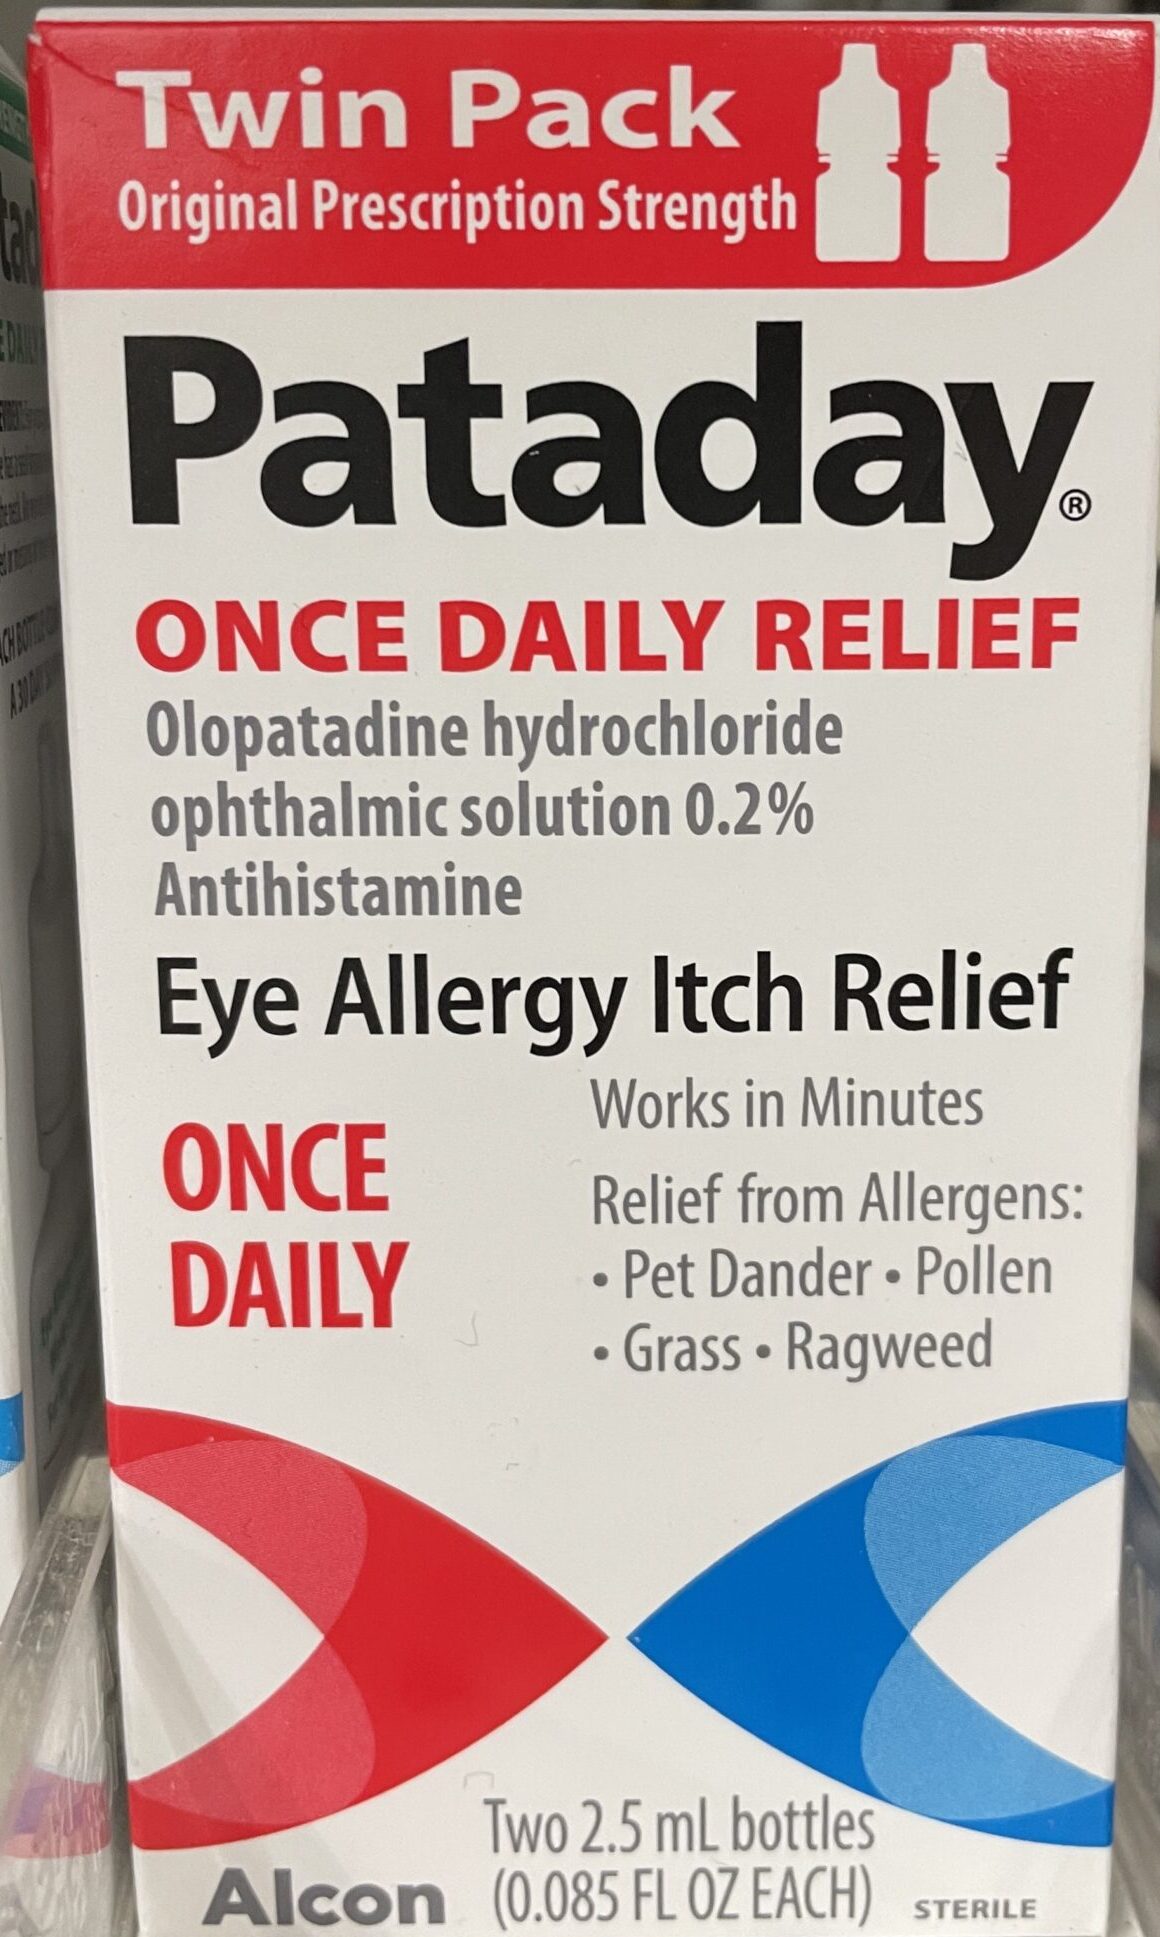 Twin Pack
Original Prescription Strength
Pataday®
ONCE DAILY RELIEF
Olopatadine hydrochloride
ophthalmic solution 0.2%
Antihistamine
Eye Allergy Itch Relief
ONCE
DAILY
Works in Minutes
Relief from Allergens:
• Pet Dander • Pollen
• Grass • Ragweed
Two 2.5 mL bottles
(0.085 FL OZ EACH)
Alcon
STERILE